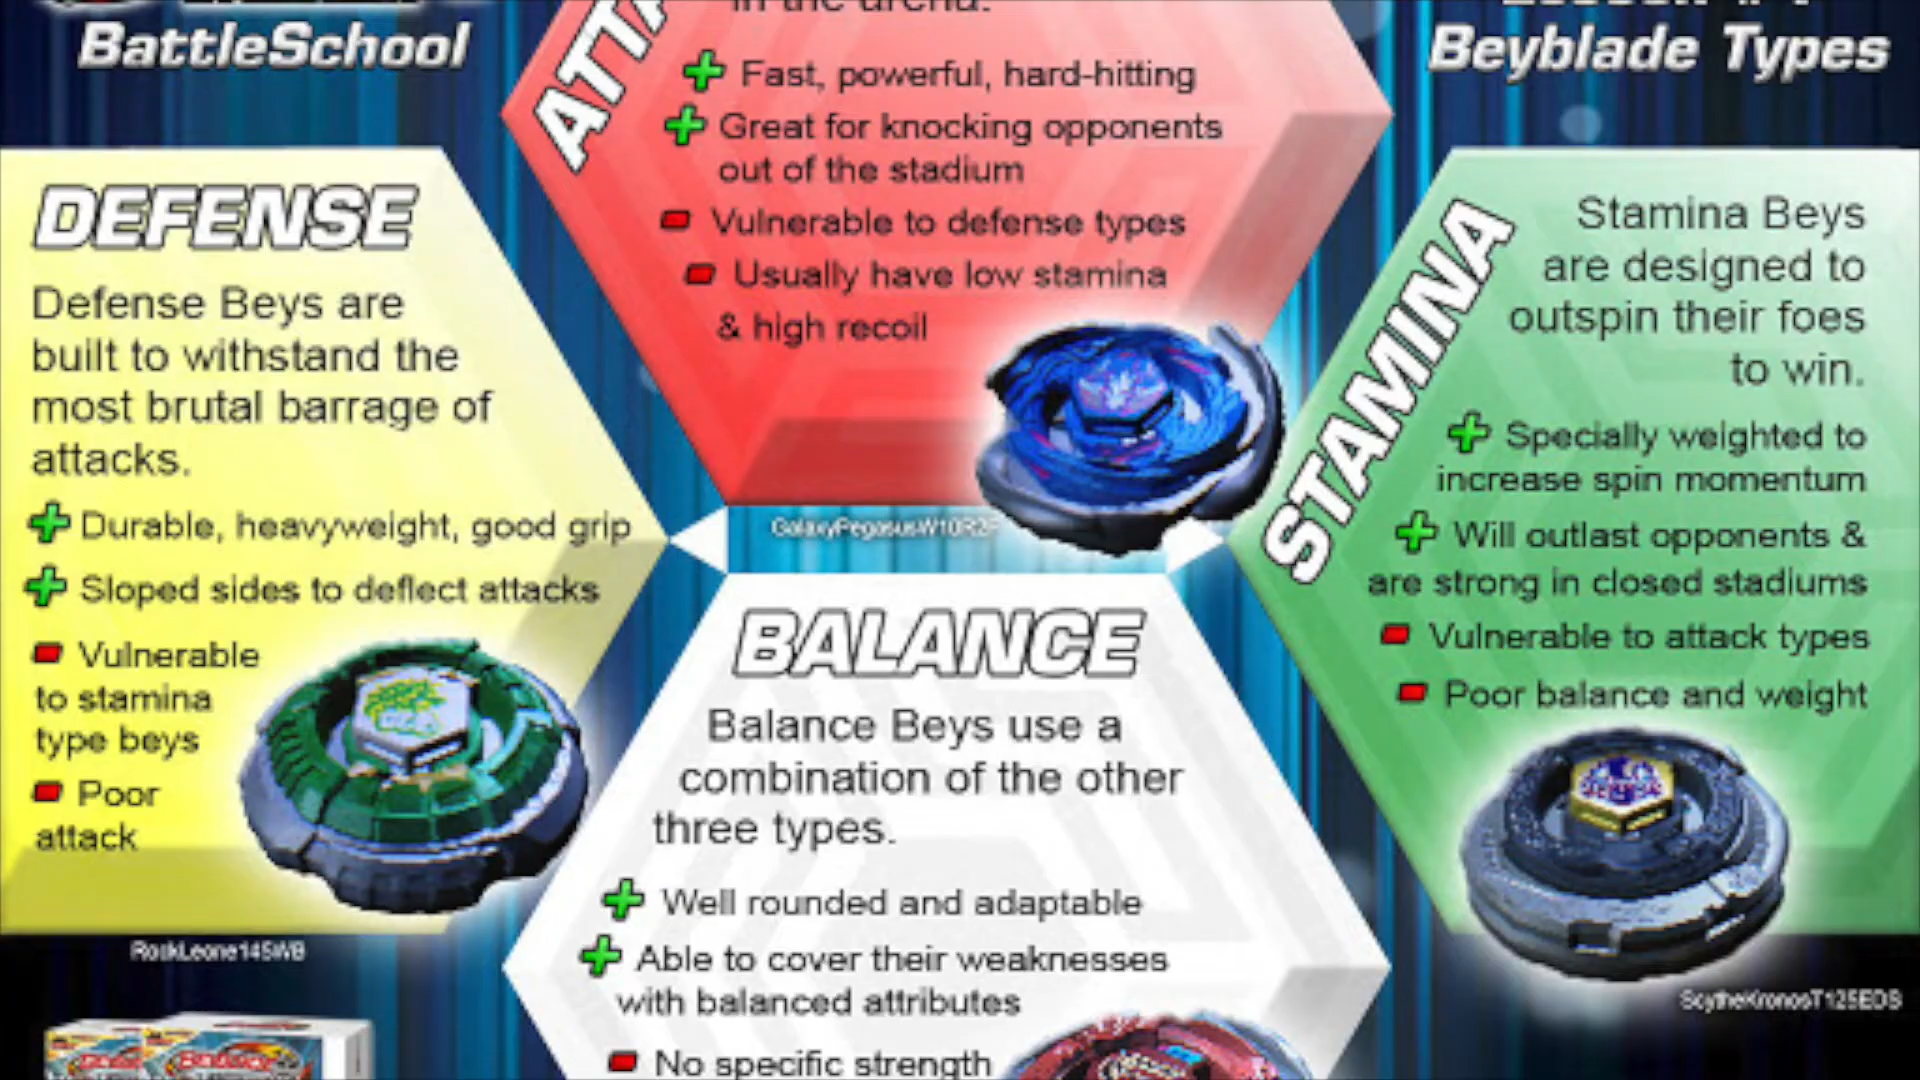 BattleSchool
Beyblade Types
in the arena.
Fast, powerful, hard-hitting
Great for knocking opponents
out of the stadium
Vulnerable to defense types
Usually have low stamina
& high recoil
DEFENSE
Defense Beys are
built to withstand the
most brutal barrage of
attacks.
Durable, heavyweight, good grip
Sloped sides to deflect attacks
Vulnerable
to stamina
type beys
Poor
attack
RockLeone145WB
STAMINA
Stamina Beys
are designed to
outspin their foes
to win.
Specially weighted to
increase spin momentum
Will outlast opponents &
are strong in closed stadiums
Vulnerable to attack types
Poor balance and weight
ScytheKronosT125EDS
BALANCE
Balance Beys use a
combination of the other
three types.
Well rounded and adaptable
Able to cover their weaknesses
with balanced attributes
No specific strength